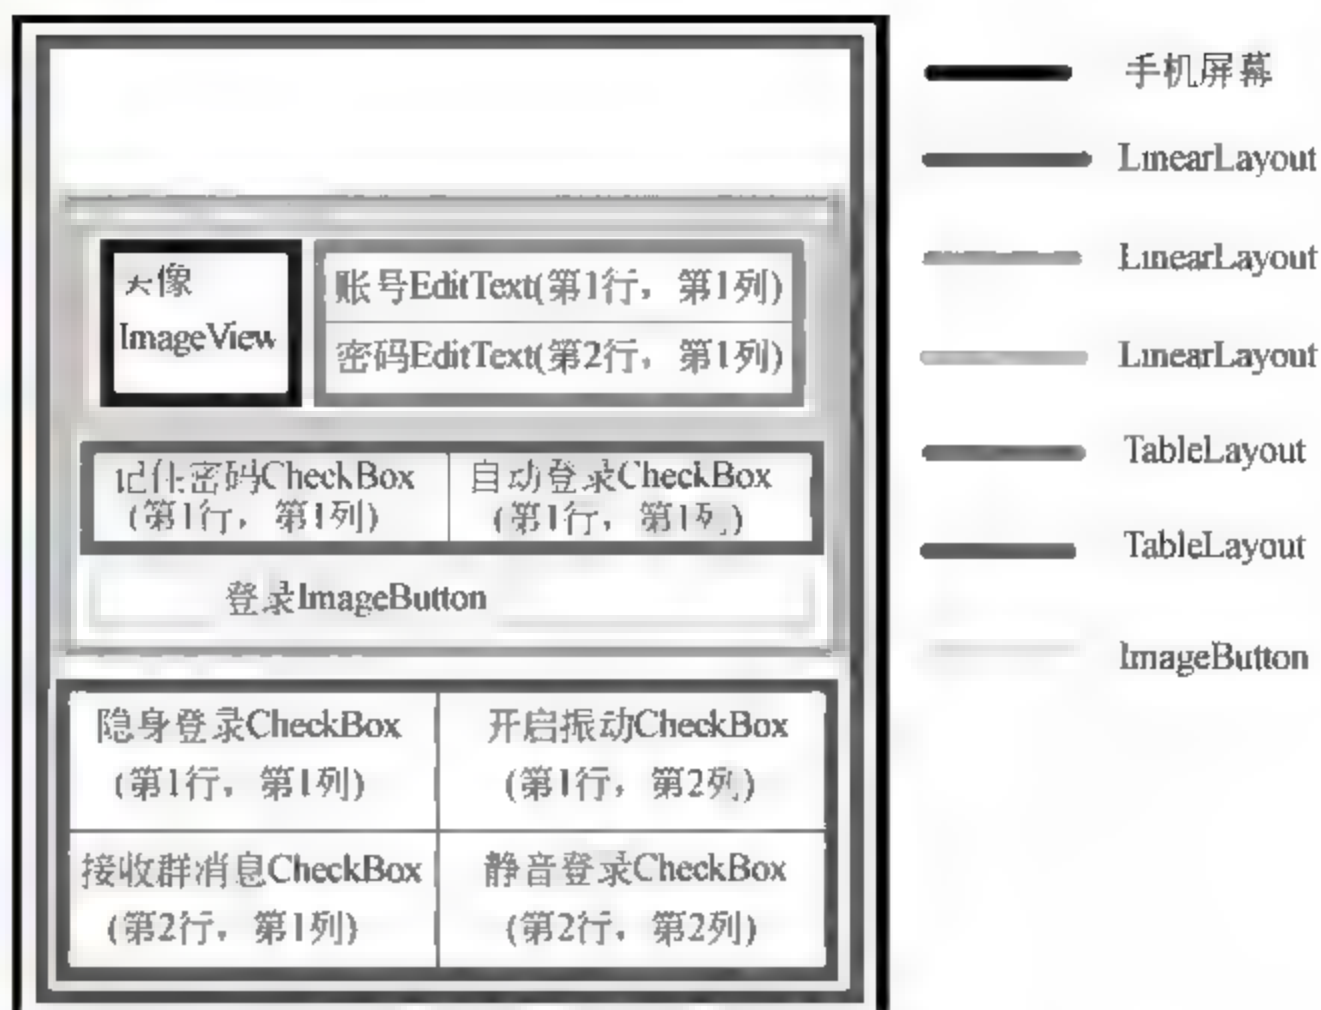 手机屏幕
LinearLayout
LinearLayout
LinearLayout
TableLayout
TableLayout
ImageButton
头像
ImageView
账号EditText(第1行，第1列)
密码EditText(第2行，第1列)
记住密码CheckBox
(第1行，第1列)
自动登录CheckBox
(第1行，第1列)
登录ImageButton
隐身登录CheckBox
(第1行，第1列)
开启振动CheckBox
(第1行，第2列)
接收群消息CheckBox
(第2行，第1列)
静音登录CheckBox
(第2行，第2列)